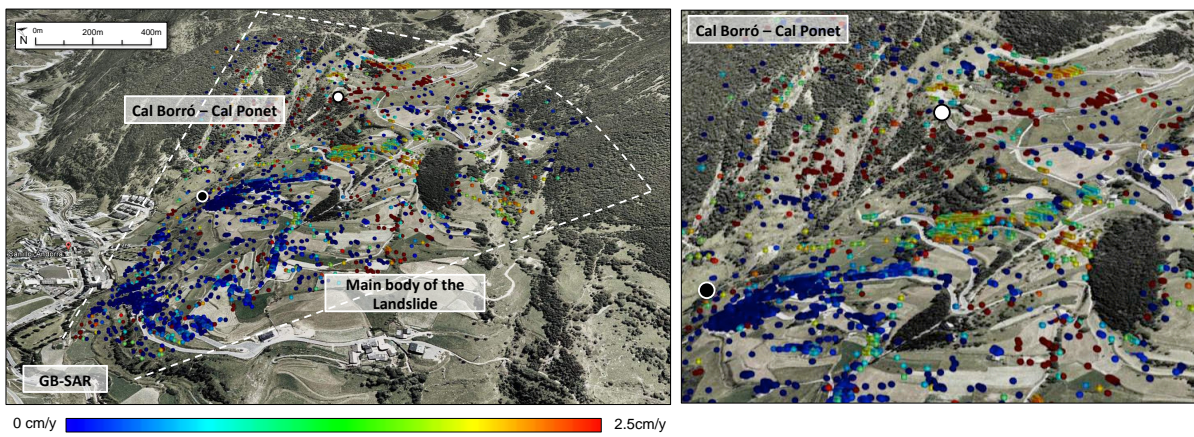 0m 200m 400m
N
Cal Borró – Cal Ponet
Main body of the
Landslide
GB-SAR
0 cm/y 2.5cm/y
Cal Borró – Cal Ponet